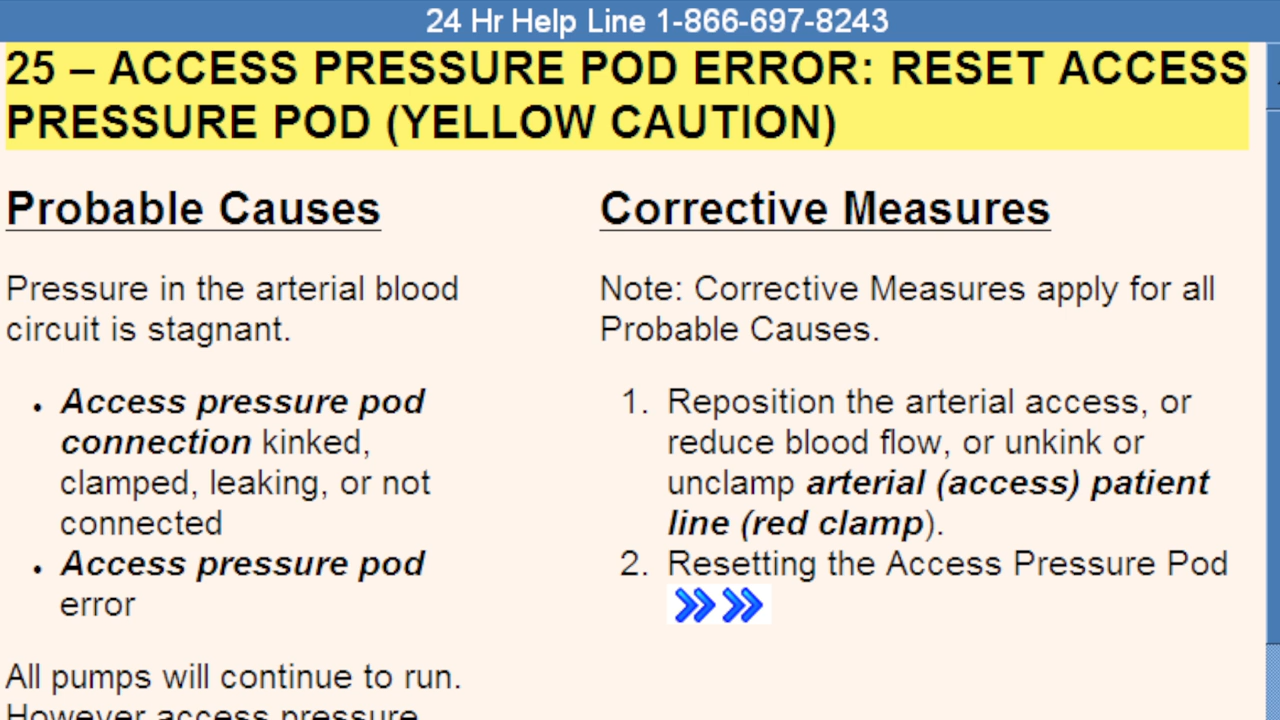 24 Hr Help Line 1-866-697-8243
25 – ACCESS PRESSURE POD ERROR: RESET ACCESS
PRESSURE POD (YELLOW CAUTION)
Probable Causes
Pressure in the arterial blood
circuit is stagnant.
• Access pressure pod
connection kinked,
clamped, leaking, or not
connected
• Access pressure pod
error
All pumps will continue to run.
However access pressure
Corrective Measures
Note: Corrective Measures apply for all
Probable Causes.
1. Reposition the arterial access, or
reduce blood flow, or unkink or
unclamp arterial (access) patient
line (red clamp).
2. Resetting the Access Pressure Pod